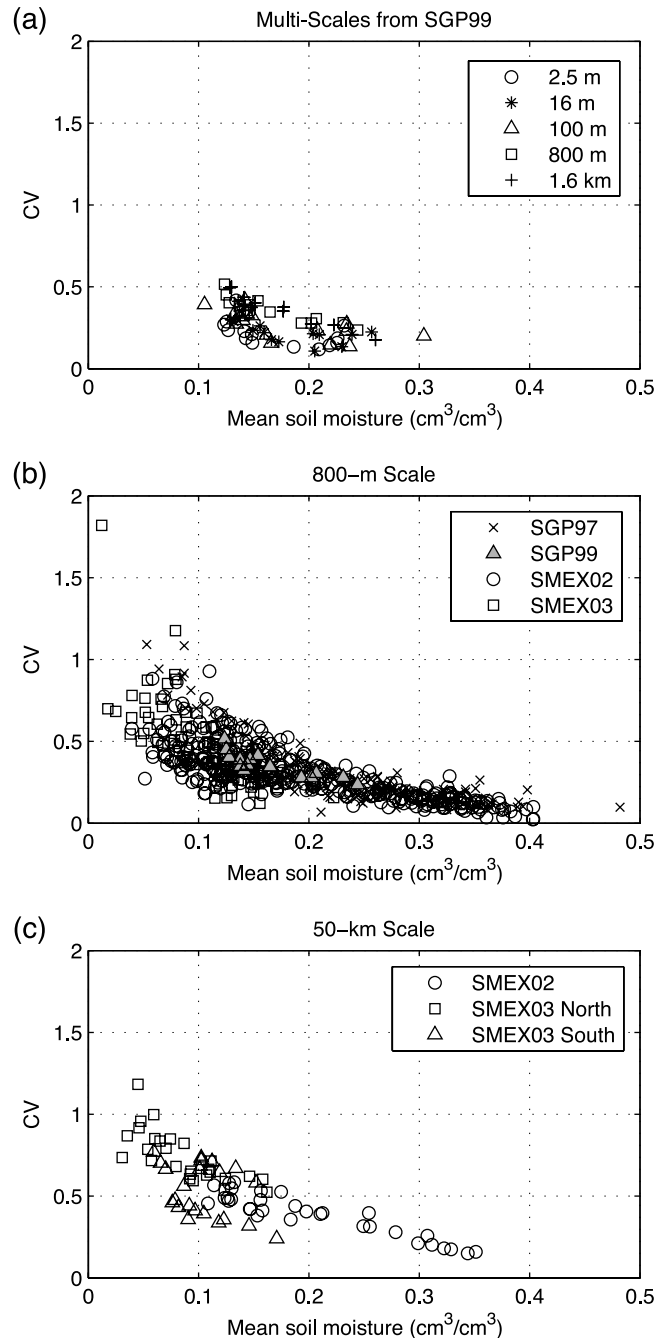 (a)
Multi-Scales from SGP99
2
1.5
1
0.5
0
CV
2.5 m
16 m
100 m
800 m
1.6 km
0 0.1 0.2 0.3 0.4 0.5
Mean soil moisture (cm³/cm³)
(b)
800−m Scale
2
1.5
1
0.5
0
CV
SGP97
SGP99
SMEX02
SMEX03
0 0.1 0.2 0.3 0.4 0.5
Mean soil moisture (cm³/cm³)
(c)
50−km Scale
2
1.5
1
0.5
0
CV
SMEX02
SMEX03 North
SMEX03 South
0 0.1 0.2 0.3 0.4 0.5
Mean soil moisture (cm³/cm³)